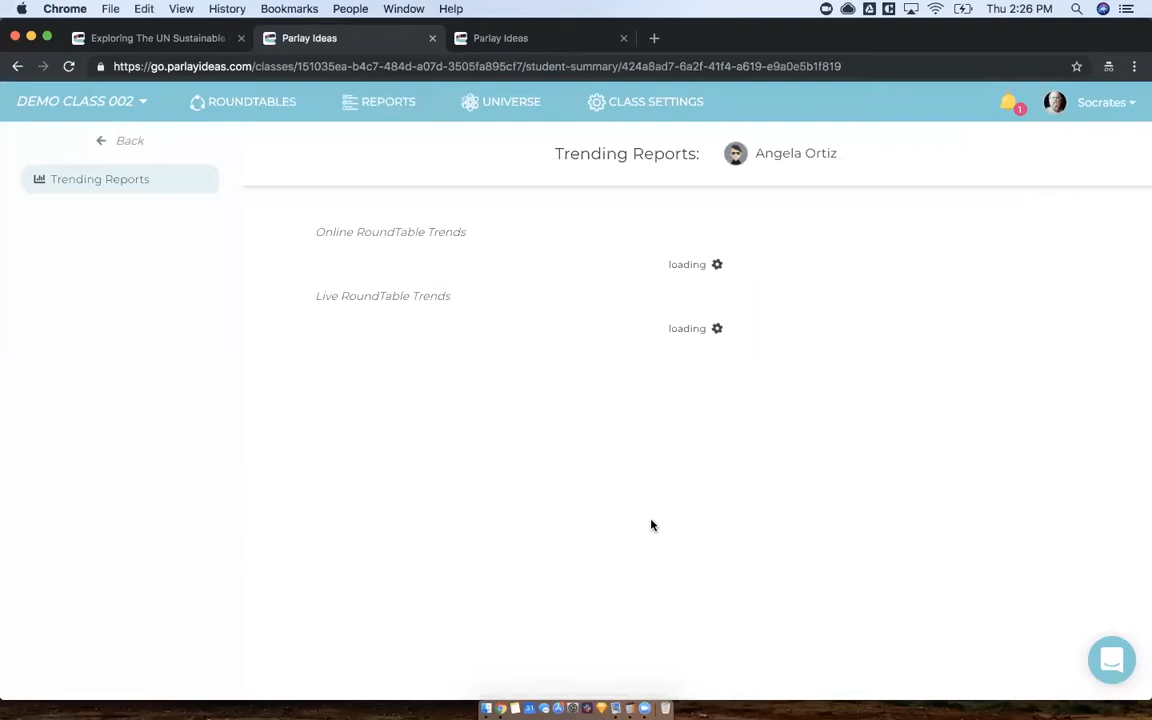 Chrome File Edit View History Bookmarks People Window Help Thu 2:26 PM
Exploring The UN Sustainable Parlay Ideas Parlay Ideas
https://go.parlayideas.com/classes/151035ea-b4c7-484d-a07d-3505fa895cf7/student-summary/424a8ad7-6a2f-41f4-a619-e9a0e5b1f819
DEMO CLASS 002 ROUNDTABLES REPORTS UNIVERSE CLASS SETTINGS 1 Socrates
Back
Trending Reports: Angela Ortiz
Trending Reports
Online RoundTable Trends
loading
Live RoundTable Trends
loading